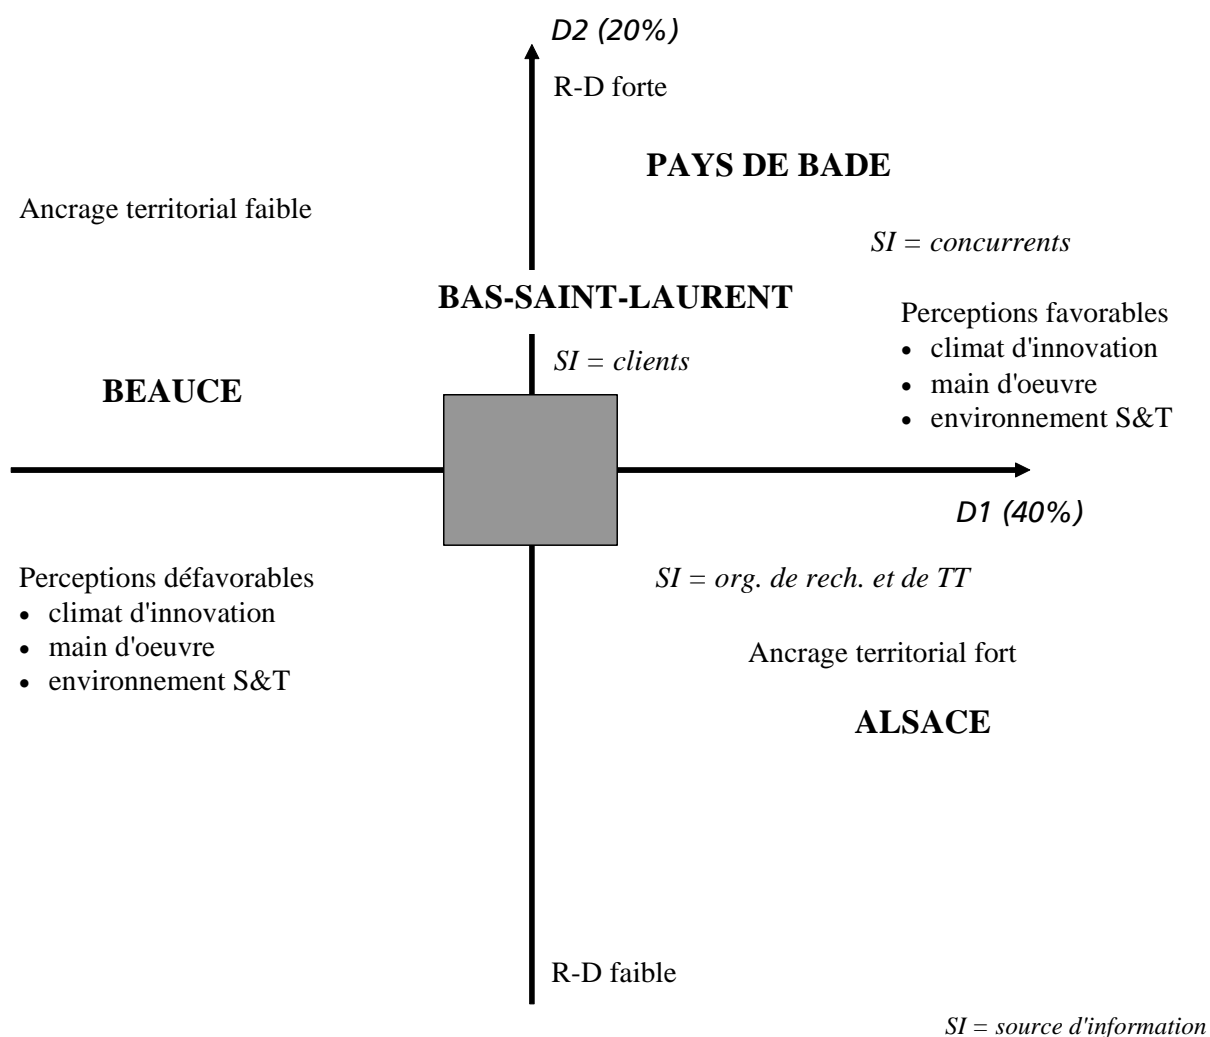 D2 (20%)
R-D forte
PAYS DE BADE
Ancrage territorial faible
SI = concurrents
BAS-SAINT-LAURENT
Perceptions favorables
• climat d'innovation
• main d'oeuvre
• environnement S&T
SI = clients
BEAUCE
D1 (40%)
Perceptions défavorables
• climat d'innovation
• main d'oeuvre
• environnement S&T
SI = org. de rech. et de TT
Ancrage territorial fort
ALSACE
R-D faible
SI = source d'information